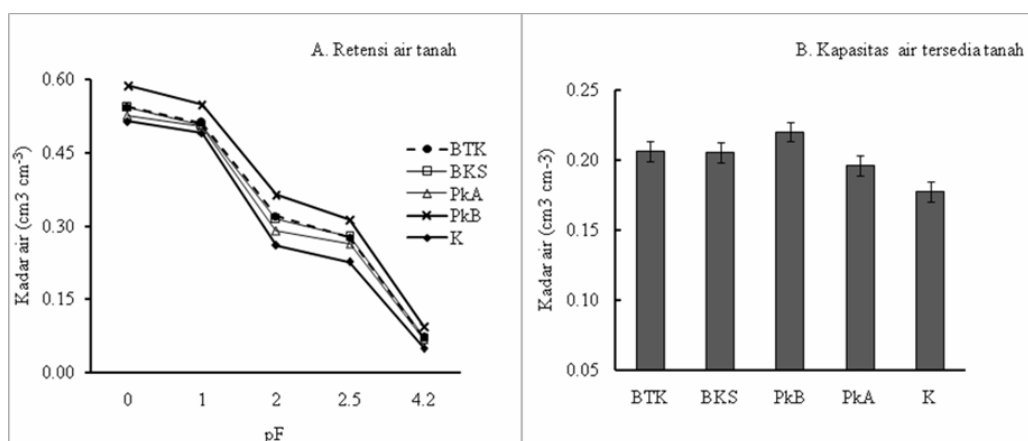 A. Retensi air tanah
Kadar air (cm3 cm-3)
0.60
0.45
0.30
0.15
0.00
0 1 2 2.5 4.2
pF
BTK
BKS
PkA
PkB
K
B. Kapasitas air tersedia tanah
Kadar air (cm3 cm-3)
0.25
0.20
0.15
0.10
0.05
BTK BKS PkB PkA K